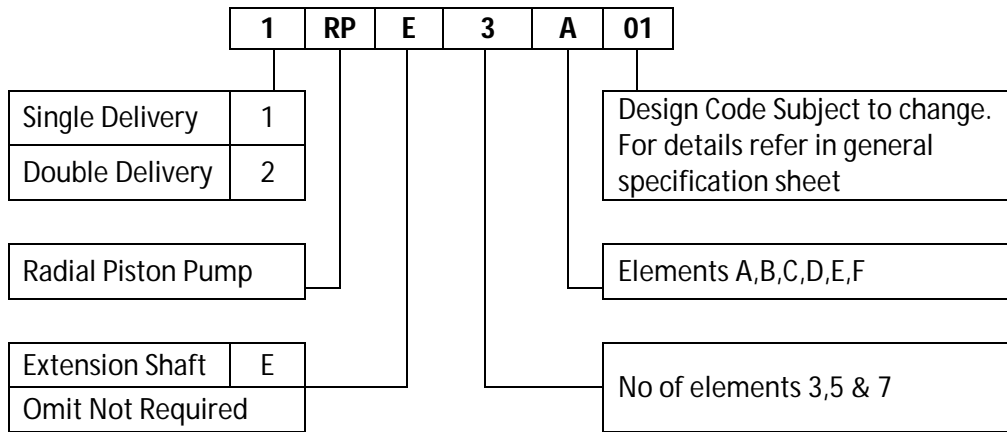 1 RP E 3 A 01
Single Delivery 1
Double Delivery 2
Design Code Subject to change.
For details refer in general
specification sheet
Radial Piston Pump
Elements A,B,C,D,E,F
Extension Shaft E
Omit Not Required
No of elements 3,5 & 7